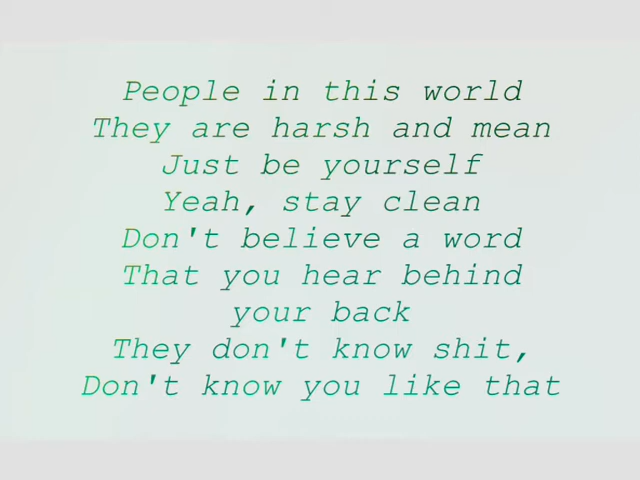 People in this world
They are harsh and mean
Just be yourself
Yeah, stay clean
Don't believe a word
That you hear behind
your back
They don't know shit,
Don't know you like that